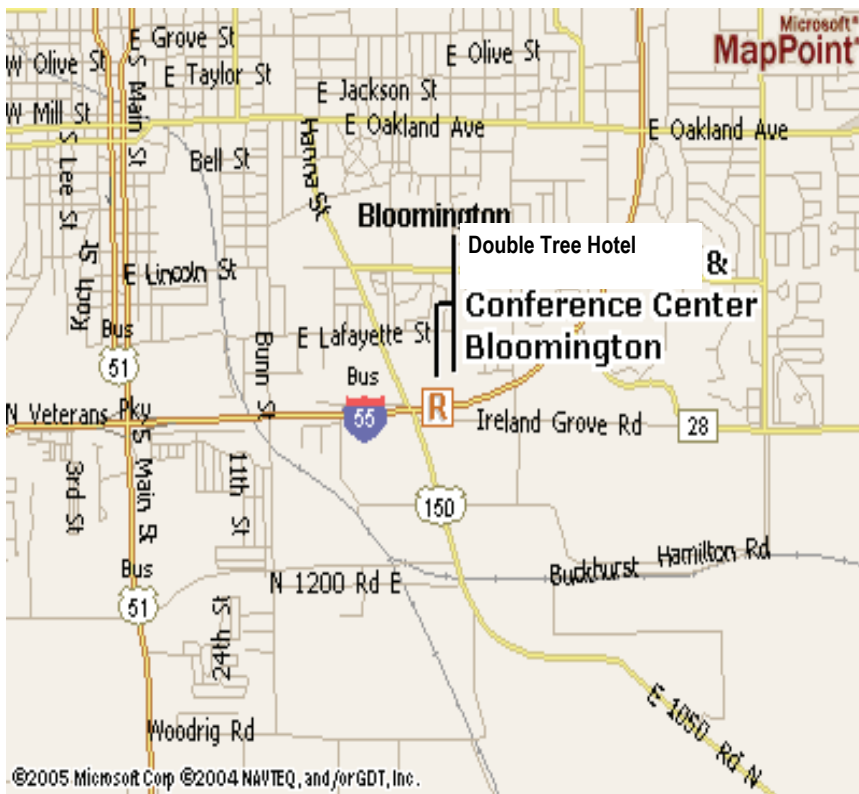 Microsoft®
MapPoint®
E Grove St
W Olive St
S Main St
E Taylor St
E Olive St
E Jackson St
W Mill St
Hanna St
E Oakland Ave
E Oakland Ave
S Lee St
Bell St
Bloomington
Double Tree Hotel
&
Conference Center
Bloomington
Koch St
E Lincoln St
Bus
51
E Lafayette St
Bunn St
Bus
55
R
N Veterans Pky
Ireland Grove Rd
28
3rd St
S Main St
11th St
150
Buckhurst
Hamilton Rd
Bus
51
N 1200 Rd E
24th St
Woodrig Rd
E 1050 Rd N
©2005 Microsoft Corp ©2004 NAVTEQ, and/or GDT, Inc.